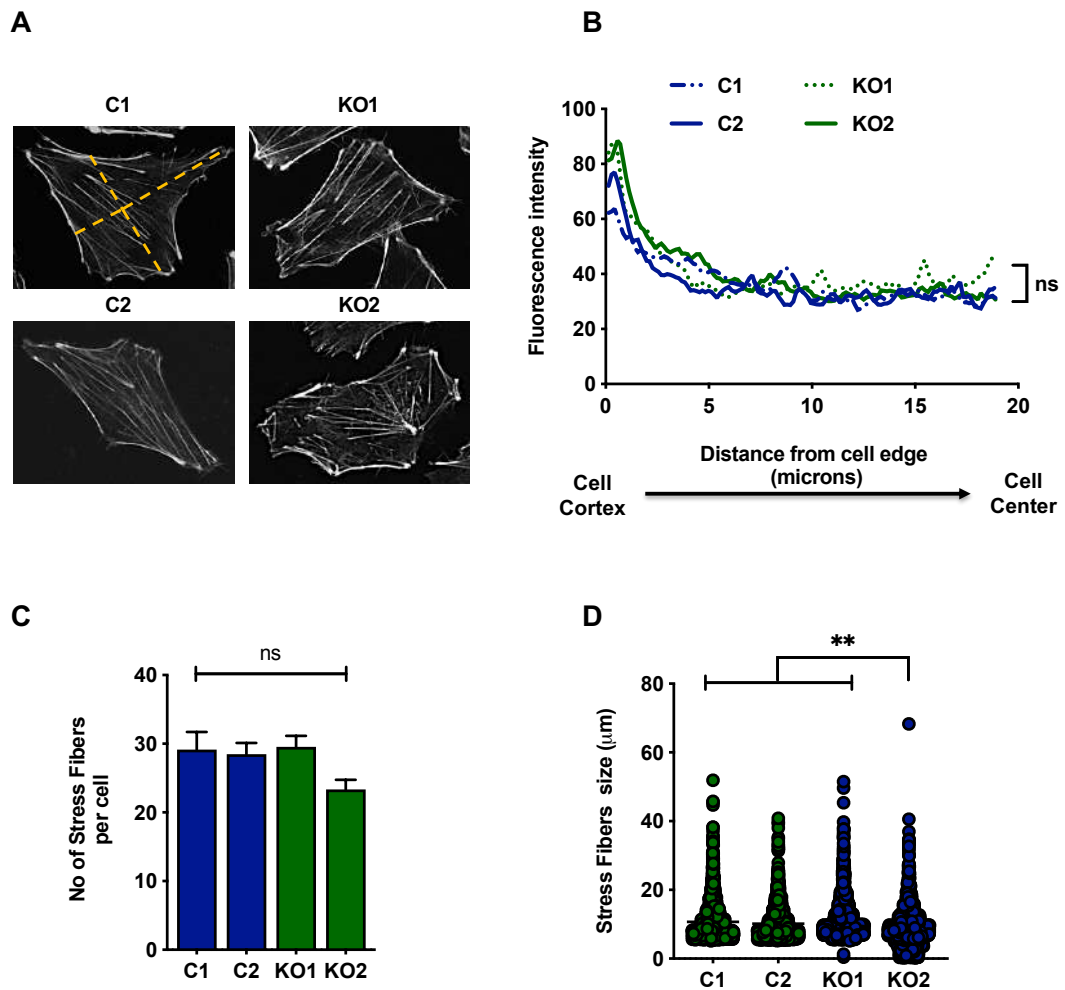 A
C1
KO1
C2
KO2
B
C1
KO1
C2
KO2
Fluorescence intensity
100
80
60
40
20
0
0
5
10
15
20
ns
Distance from cell edge
(microns)
Cell
Cortex
Cell
Center
C
ns
No of Stress Fibers
per cell
40
30
20
10
0
C1
C2
KO1
KO2
D
**
Stress Fibers size (μm)
80
60
40
20
0
C1
C2
KO1
KO2